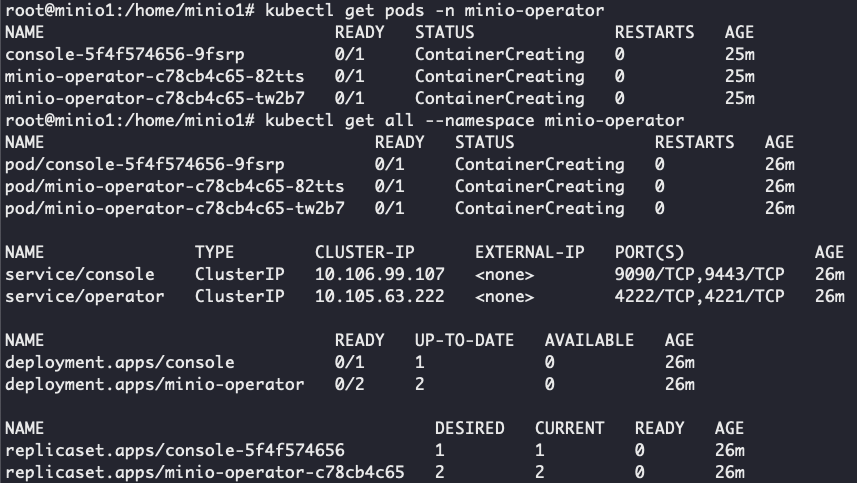 root@minio1:/home/minio1# kubectl get pods -n minio-operator
NAME READY STATUS RESTARTS AGE
console-5f4f574656-9fsrp 0/1 ContainerCreating 0 25m
minio-operator-c78cb4c65-82tts 0/1 ContainerCreating 0 25m
minio-operator-c78cb4c65-tw2b7 0/1 ContainerCreating 0 25m
root@minio1:/home/minio1# kubectl get all --namespace minio-operator
NAME READY STATUS RESTARTS AGE
pod/console-5f4f574656-9fsrp 0/1 ContainerCreating 0 26m
pod/minio-operator-c78cb4c65-82tts 0/1 ContainerCreating 0 26m
pod/minio-operator-c78cb4c65-tw2b7 0/1 ContainerCreating 0 26m
NAME TYPE CLUSTER-IP EXTERNAL-IP PORT(S) AGE
service/console ClusterIP 10.106.99.107 <none> 9090/TCP,9443/TCP 26m
service/operator ClusterIP 10.105.63.222 <none> 4222/TCP,4221/TCP 26m
NAME READY UP-TO-DATE AVAILABLE AGE
deployment.apps/console 0/1 1 0 26m
deployment.apps/minio-operator 0/2 2 0 26m
NAME DESIRED CURRENT READY AGE
replicaset.apps/console-5f4f574656 1 1 0 26m
replicaset.apps/minio-operator-c78cb4c65 2 2 0 26m